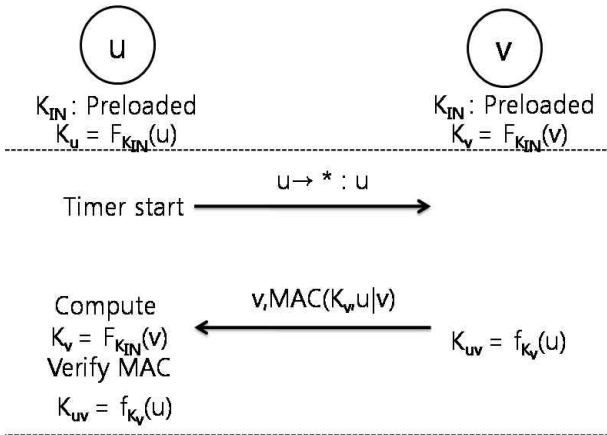 u
v
K_IN : Preloaded
K_u = F_K_IN(u)
K_IN : Preloaded
K_v = F_K_IN(v)
u→ * : u
Timer start
v,MAC(K_v,u|v)
Compute
K_v = F_K_IN(v)
Verify MAC
K_uv = f_K_v(u)
K_uv = f_K_v(u)